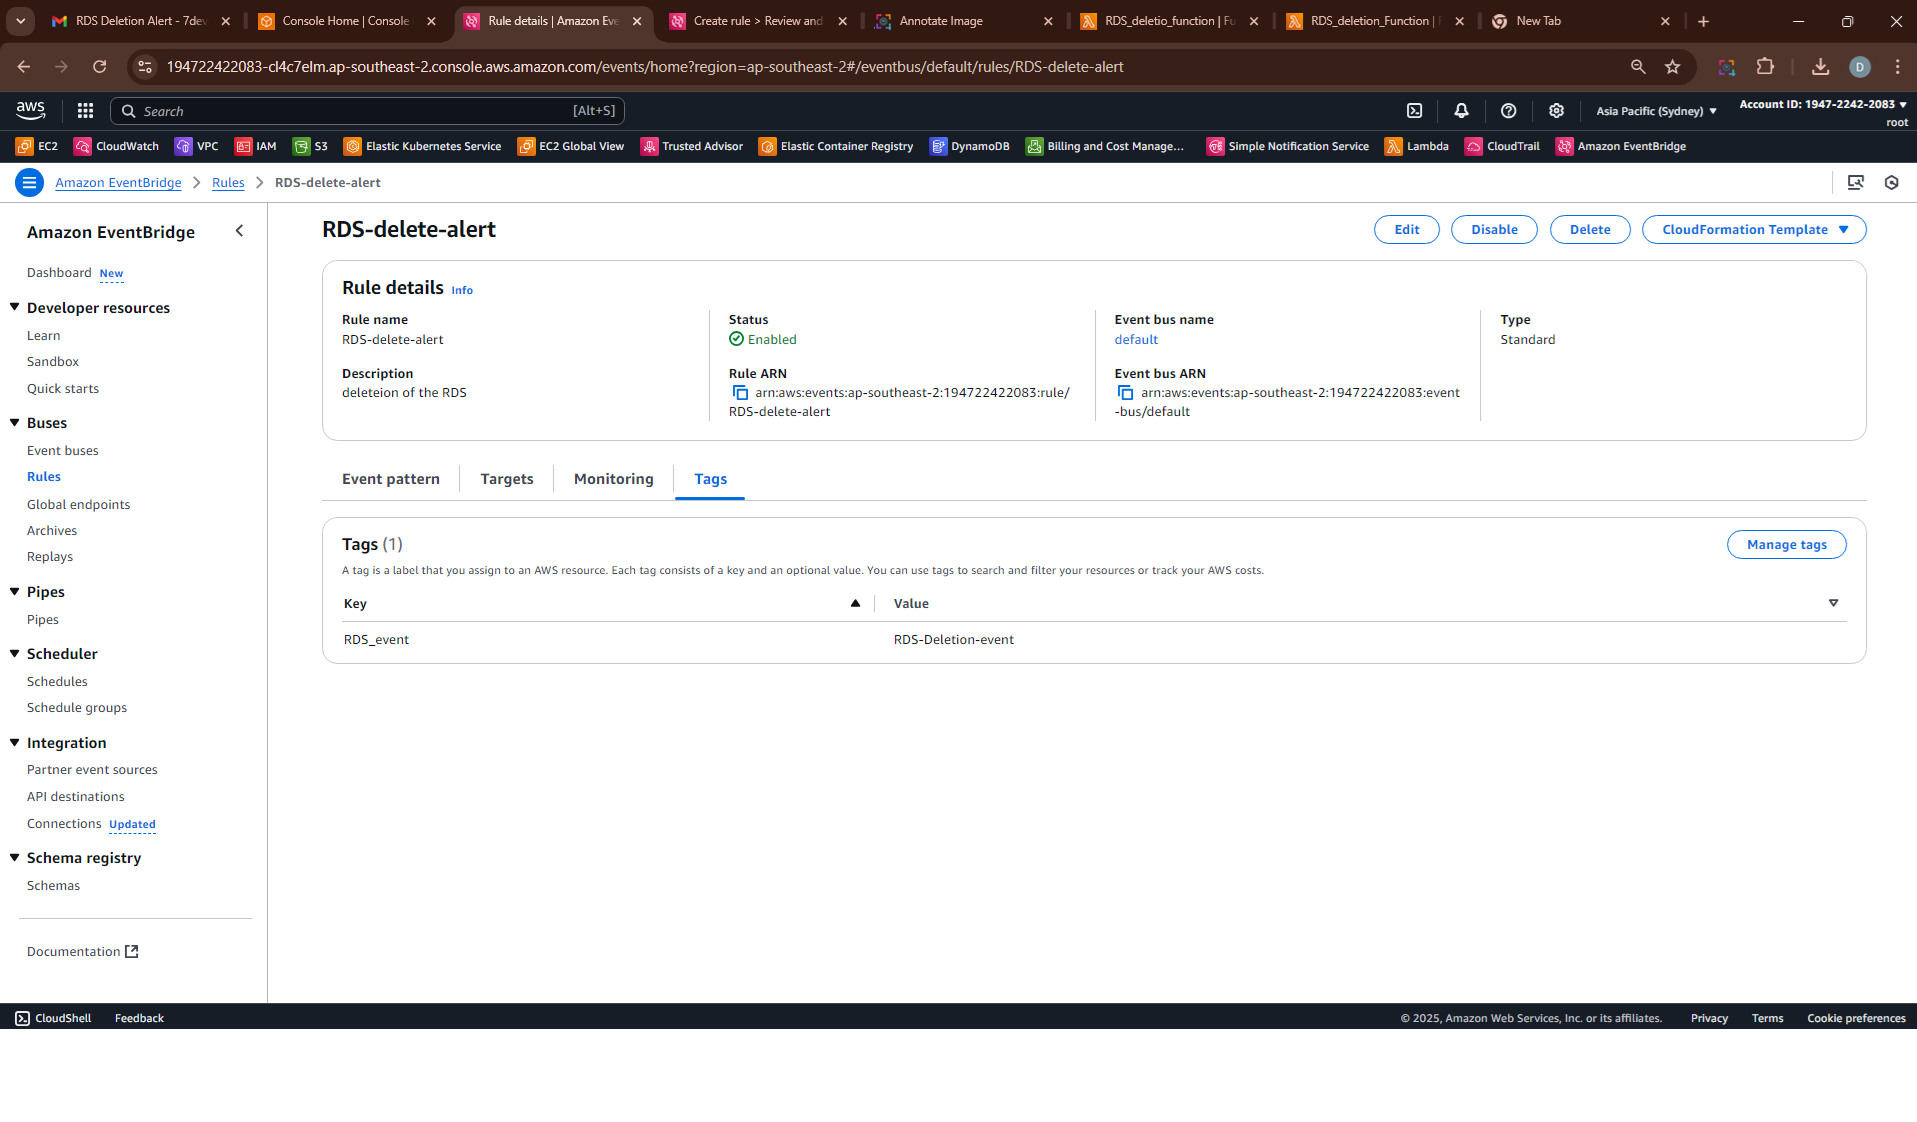 RDS Deletion Alert - 7dev
Console Home | Console
Rule details | Amazon Eve
Create rule > Review and
Annotate Image
RDS_deletio_function | Fu
RDS_deletion_Function | F
New Tab
194722422083-cl4c7elm.ap-southeast-2.console.aws.amazon.com/events/home?region=ap-southeast-2#/eventbus/default/rules/RDS-delete-alert
D
aws
Search
[Alt+S]
Asia Pacific (Sydney)
Account ID: 1947-2242-2083
root
EC2
CloudWatch
VPC
IAM
S3
Elastic Kubernetes Service
EC2 Global View
Trusted Advisor
Elastic Container Registry
DynamoDB
Billing and Cost Manage...
Simple Notification Service
Lambda
CloudTrail
Amazon EventBridge
Amazon EventBridge
Rules
RDS-delete-alert
Amazon EventBridge
Dashboard New
Developer resources
Learn
Sandbox
Quick starts
Buses
Event buses
Rules
Global endpoints
Archives
Replays
Pipes
Pipes
Scheduler
Schedules
Schedule groups
Integration
Partner event sources
API destinations
Connections Updated
Schema registry
Schemas
Documentation
RDS-delete-alert
Edit
Disable
Delete
CloudFormation Template
Rule details Info
Rule name
RDS-delete-alert
Description
deleteion of the RDS
Status
Enabled
Rule ARN
arn:aws:events:ap-southeast-2:194722422083:rule/
RDS-delete-alert
Event bus name
default
Event bus ARN
arn:aws:events:ap-southeast-2:194722422083:event
-bus/default
Type
Standard
Event pattern
Targets
Monitoring
Tags
Tags (1)
Manage tags
A tag is a label that you assign to an AWS resource. Each tag consists of a key and an optional value. You can use tags to search and filter your resources or track your AWS costs.
Key
Value
RDS_event
RDS-Deletion-event
CloudShell
Feedback
© 2025, Amazon Web Services, Inc. or its affiliates.
Privacy
Terms
Cookie preferences